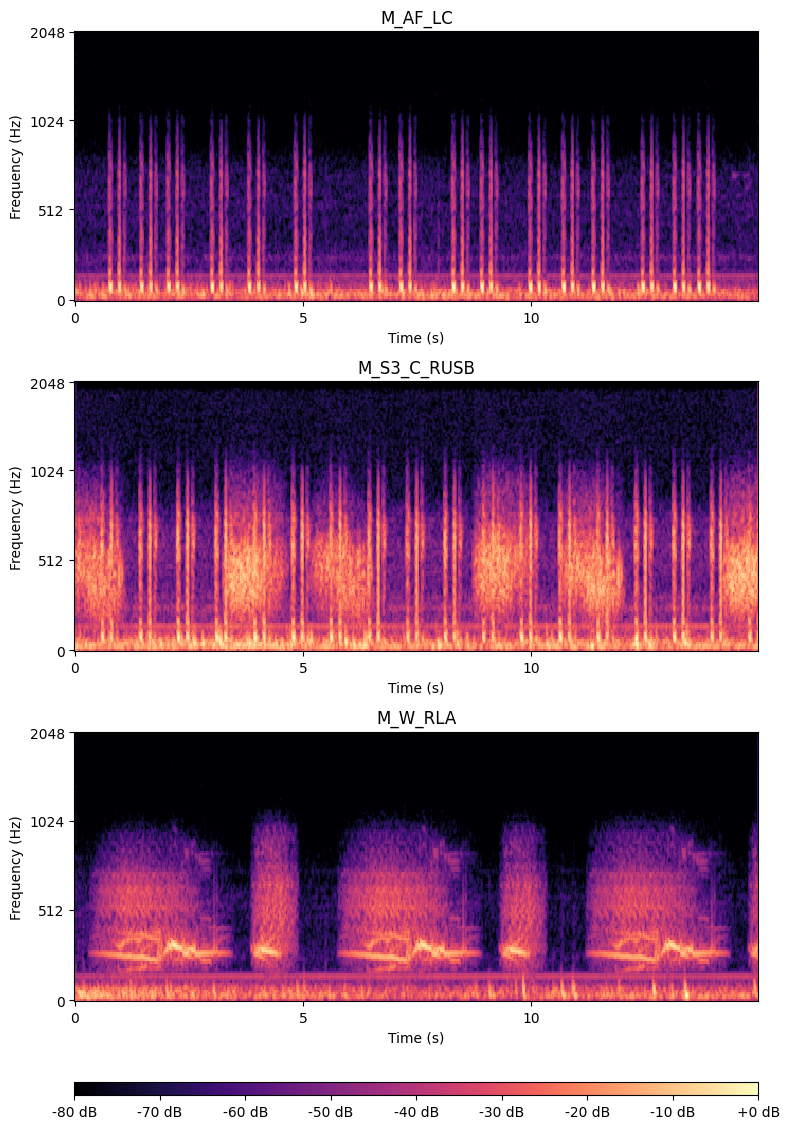 M_AF_LC
2048
1024
512
0
Frequency (Hz)
0 5 10
Time (s)
M_S3_C_RUSB
2048
1024
512
0
Frequency (Hz)
0 5 10
Time (s)
M_W_RLA
2048
1024
512
0
Frequency (Hz)
0 5 10
Time (s)
-80 dB -70 dB -60 dB -50 dB -40 dB -30 dB -20 dB -10 dB +0 dB